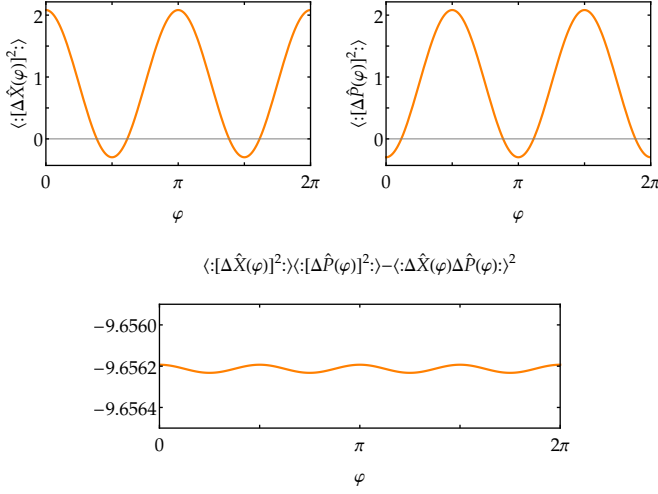 ⟨:[ΔX̂(φ)]²:⟩
2
1
0
0
π
2π
φ
⟨:[ΔP̂(φ)]²:⟩
2
1
0
0
π
2π
φ
⟨:[ΔX̂(φ)]²:⟩⟨:[ΔP̂(φ)]²:⟩−⟨:ΔX̂(φ)ΔP̂(φ):⟩²
−9.6560
−9.6562
−9.6564
0
π
2π
φ